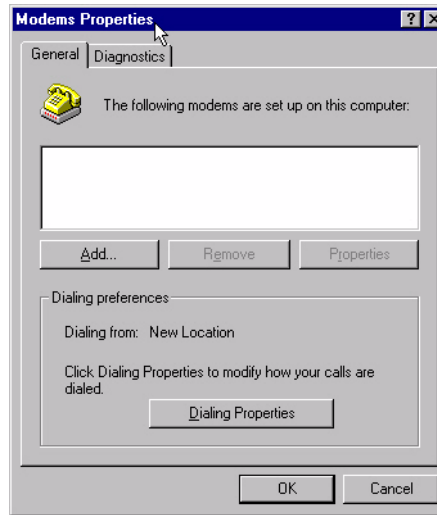 Modems Properties
General
Diagnostics
The following modems are set up on this computer:
Add...
Remove
Properties
Dialing preferences
Dialing from: New Location
Click Dialing Properties to modify how your calls are
dialed.
Dialing Properties
OK
Cancel